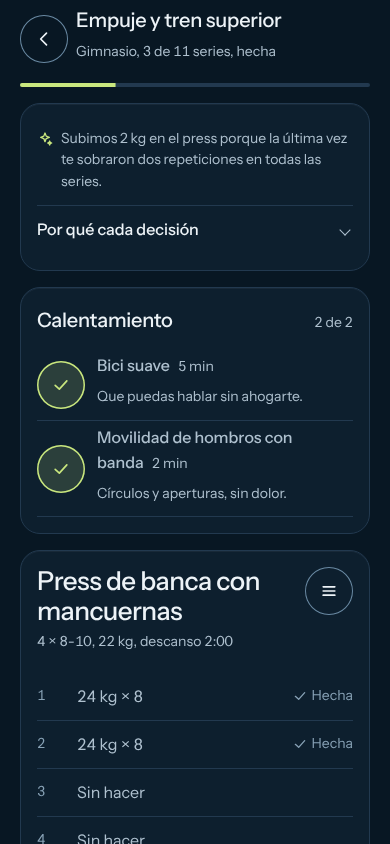 Empuje y tren superior
Gimnasio, 3 de 11 series, hecha
Subimos 2 kg en el press porque la última vez
te sobraron dos repeticiones en todas las
series.
Por qué cada decisión
Calentamiento
2 de 2
Bici suave 5 min
Que puedas hablar sin ahogarte.
Movilidad de hombros con
banda 2 min
Círculos y aperturas, sin dolor.
Press de banca con
mancuernas
4 × 8-10, 22 kg, descanso 2:00
1 24 kg × 8 Hecha
2 24 kg × 8 Hecha
3 Sin hacer
4 Sin hacer